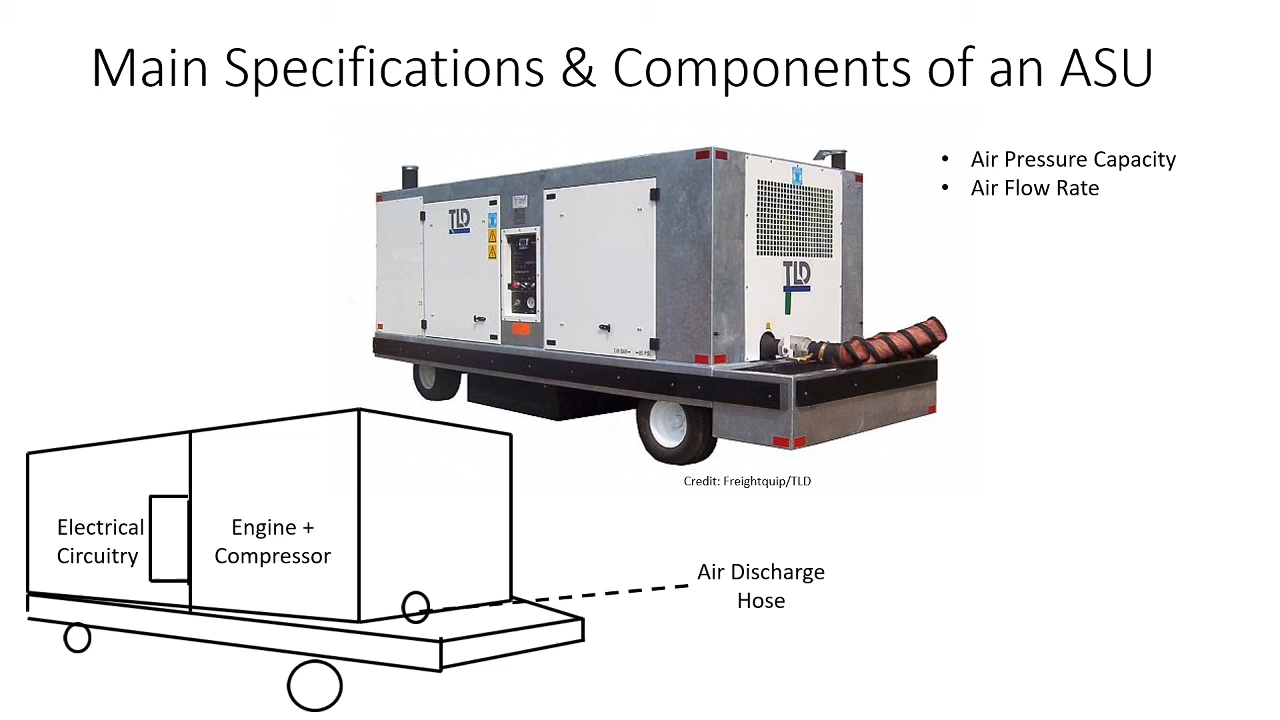 Main Specifications & Components of an ASU
• Air Pressure Capacity
• Air Flow Rate
TLD
TLD
Credit: Freightquip/TLD
Electrical
Circuitry
Engine +
Compressor
Air Discharge
Hose